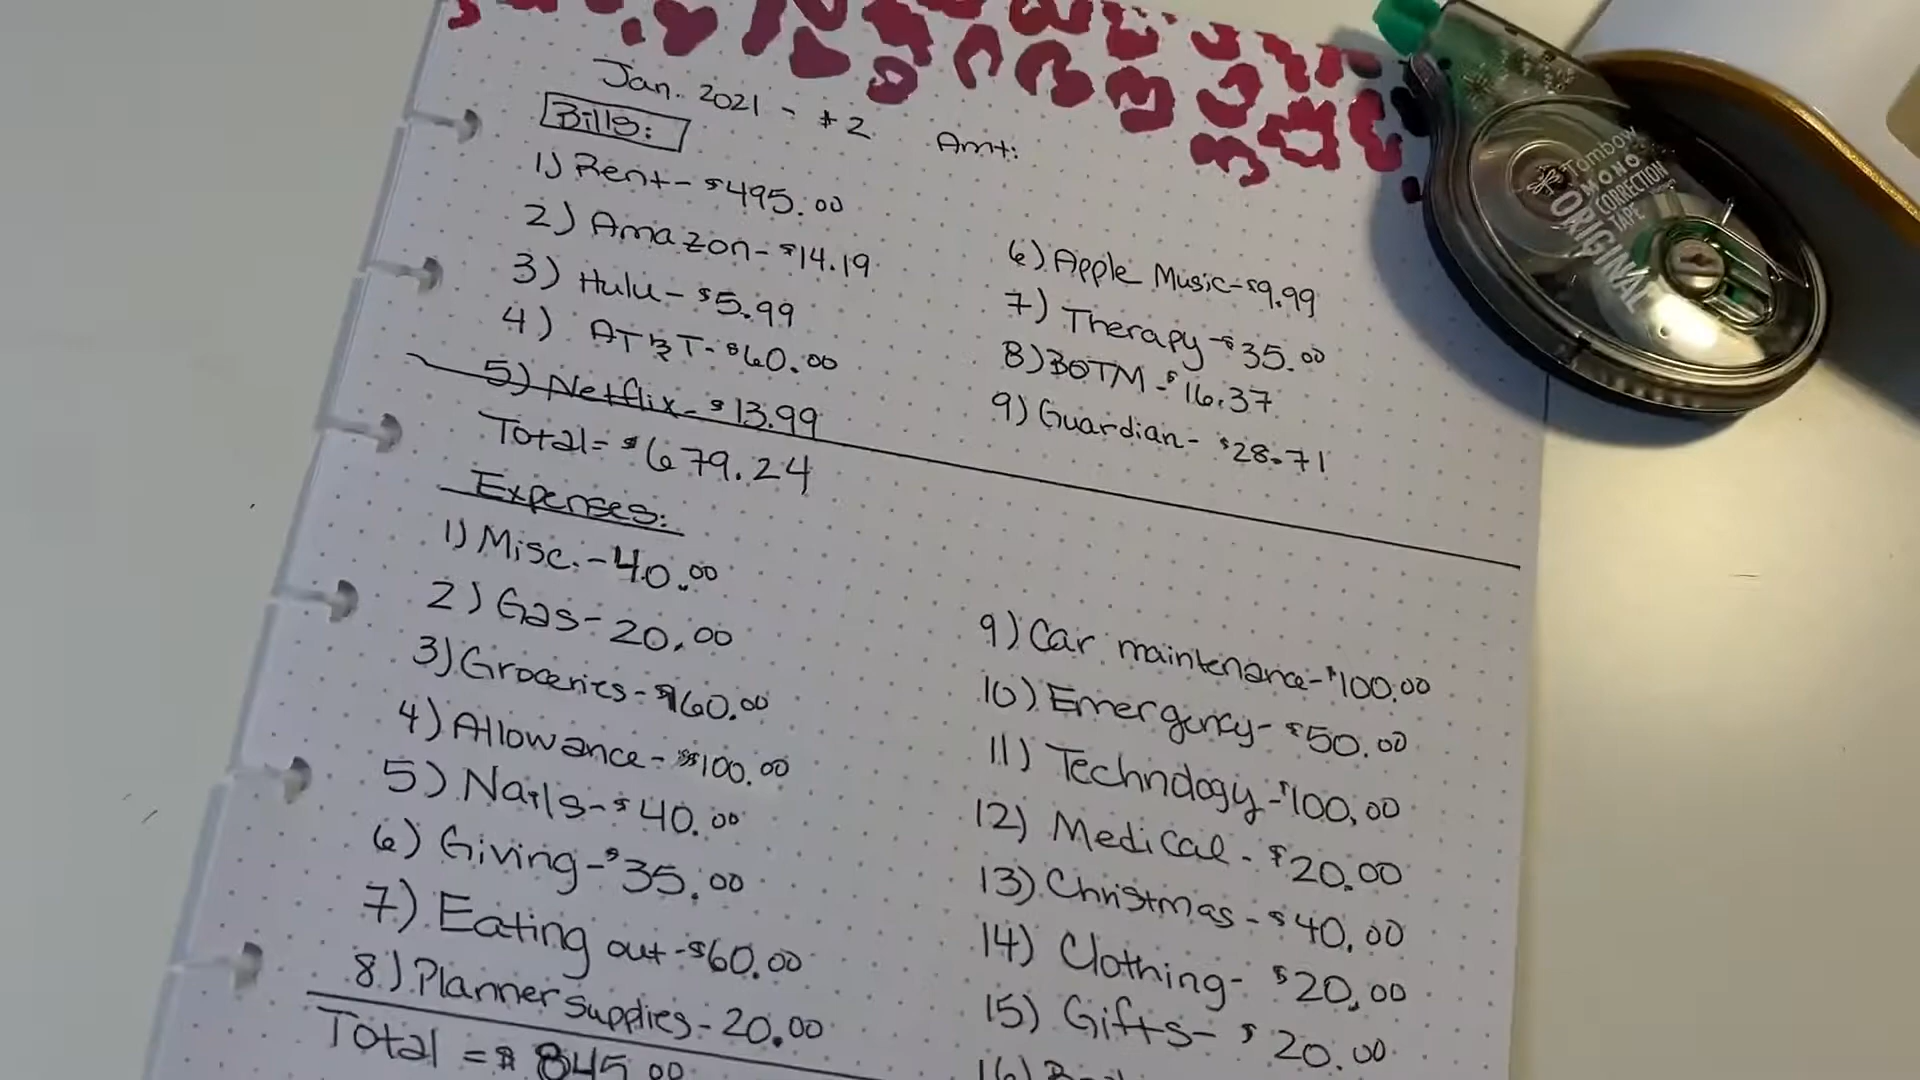 Jan. 2021 - #2
Amt:
Bills:
1) Rent - $495.00
2) Amazon - $14.19
3) Hulu - $5.99
4) AT&T - $60.00
5) Netflix - $13.99
6) Apple Music - $9.99
7) Therapy - $35.00
8) BOTM - $16.37
9) Guardian - $28.71
Total = $679.24
Expenses:
1) Misc. - 40.00
2) Gas - 20.00
3) Groceries - $160.00
4) Allowance - $100.00
5) Nails - $40.00
6) Giving - $35.00
7) Eating out - $60.00
8.) Planner Supplies - 20.00
9) Car maintenance - $100.00
10) Emergency - $50.00
11) Technology - $100.00
12) Medical - $20.00
13) Christmas - $40.00
14) Clothing - $20.00
15) Gifts - $20.00
16)
Total = $845.00
Tombow
MONO
CORRECTION
TAPE
ORIGINAL